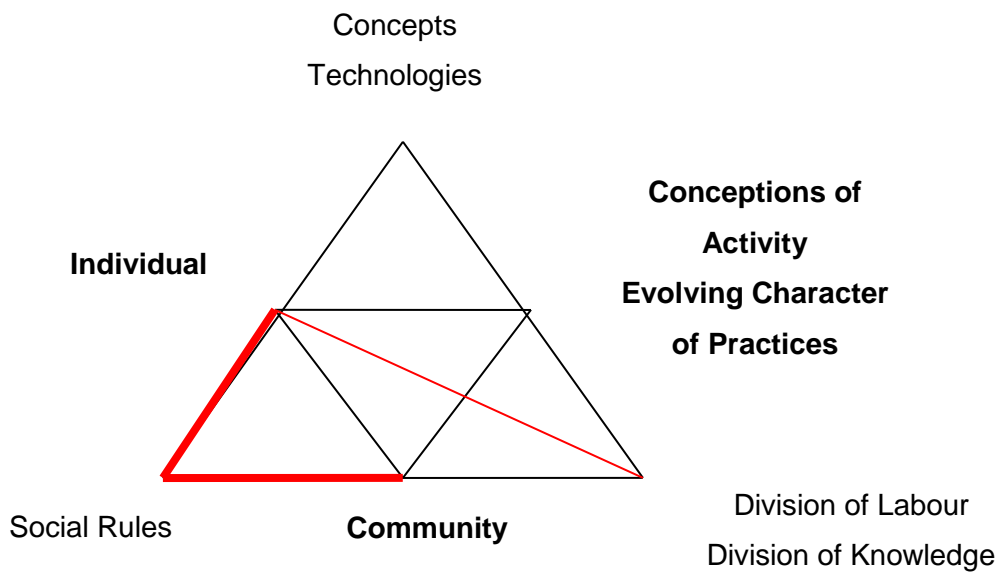 Concepts
Technologies
Conceptions of
Activity
Evolving Character
of Practices
Individual
Social Rules
Community
Division of Labour
Division of Knowledge